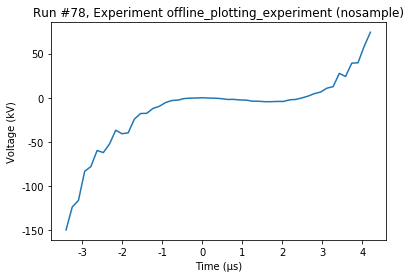 Run #78, Experiment offline_plotting_experiment (nosample)
Voltage (kV)
50
0
-50
-100
-150
-3 -2 -1 0 1 2 3 4
Time (μs)